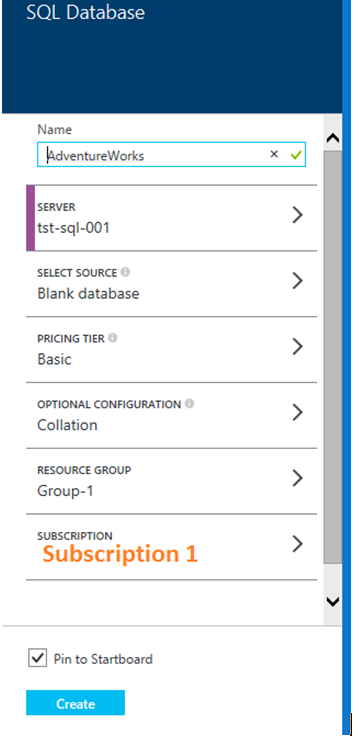 SQL Database
Name
AdventureWorks
SERVER
tst-sql-001
SELECT SOURCE
Blank database
PRICING TIER
Basic
OPTIONAL CONFIGURATION
Collation
RESOURCE GROUP
Group-1
SUBSCRIPTION
Subscription 1
Pin to Startboard
Create